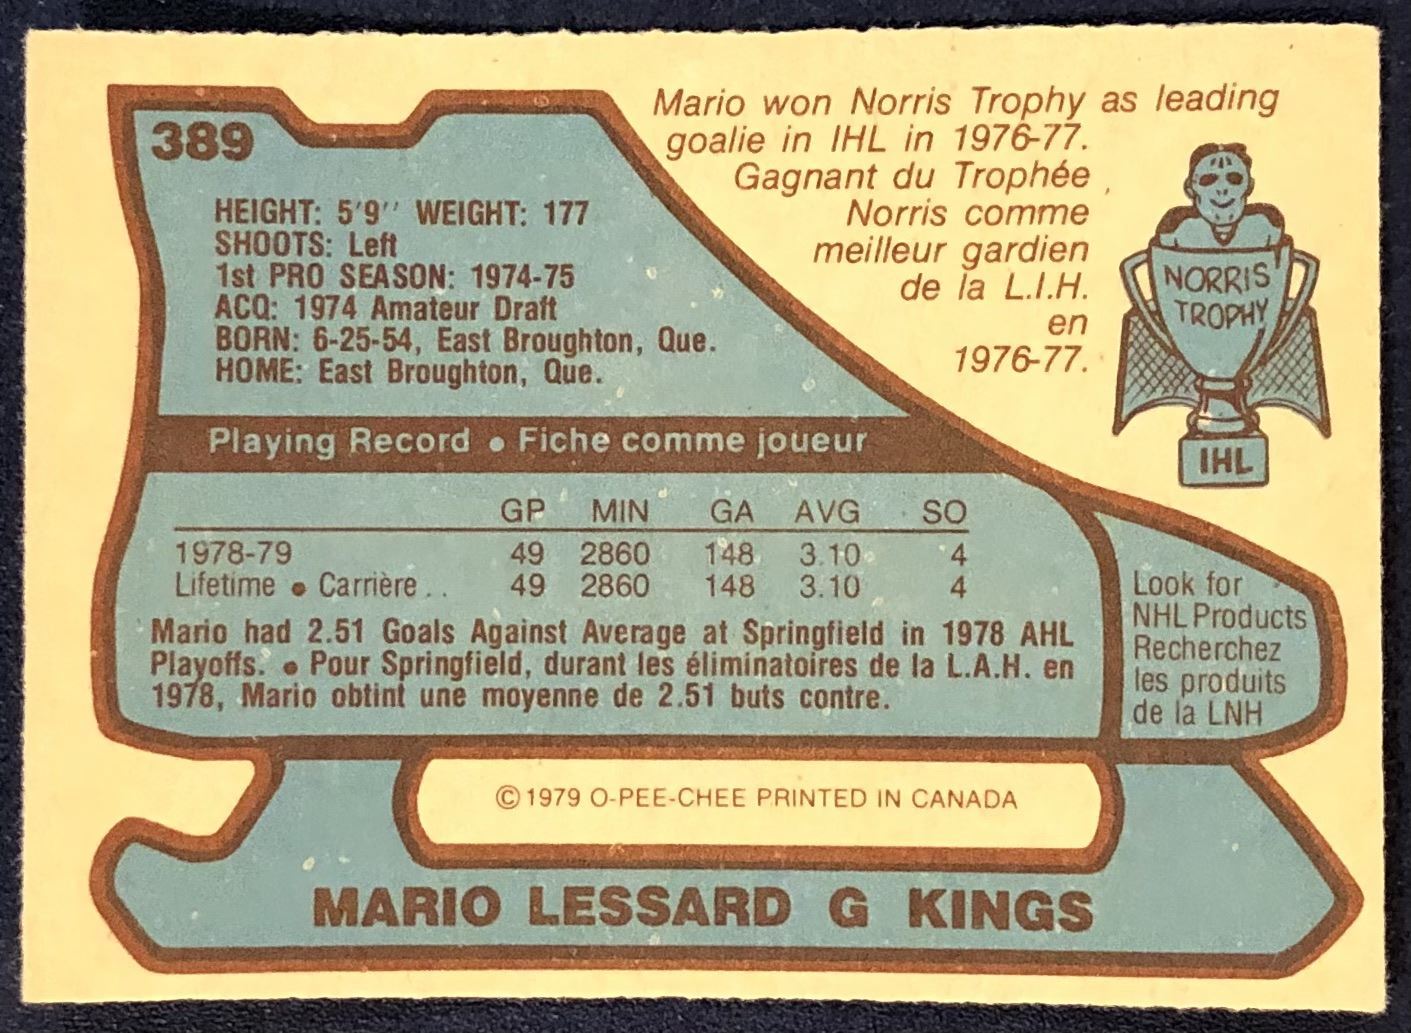 389
Mario won Norris Trophy as leading
goalie in IHL in 1976-77.
Gagnant du Trophée
Norris comme
meilleur gardien
de la L.I.H.
en
1976-77.
NORRIS
TROPHY
IHL
HEIGHT: 5'9'' WEIGHT: 177
SHOOTS: Left
1st PRO SEASON: 1974-75
ACQ: 1974 Amateur Draft
BORN: 6-25-54, East Broughton, Que.
HOME: East Broughton, Que.
Playing Record • Fiche comme joueur
GP MIN GA AVG SO
1978-79 49 2860 148 3.10 4
Lifetime • Carrière . . 49 2860 148 3.10 4
Mario had 2.51 Goals Against Average at Springfield in 1978 AHL
Playoffs. • Pour Springfield, durant les éliminatoires de la L.A.H. en
1978, Mario obtint une moyenne de 2.51 buts contre.
Look for
NHL Products
Recherchez
les produits
de la LNH
©1979 O-PEE-CHEE PRINTED IN CANADA
MARIO LESSARD G KINGS